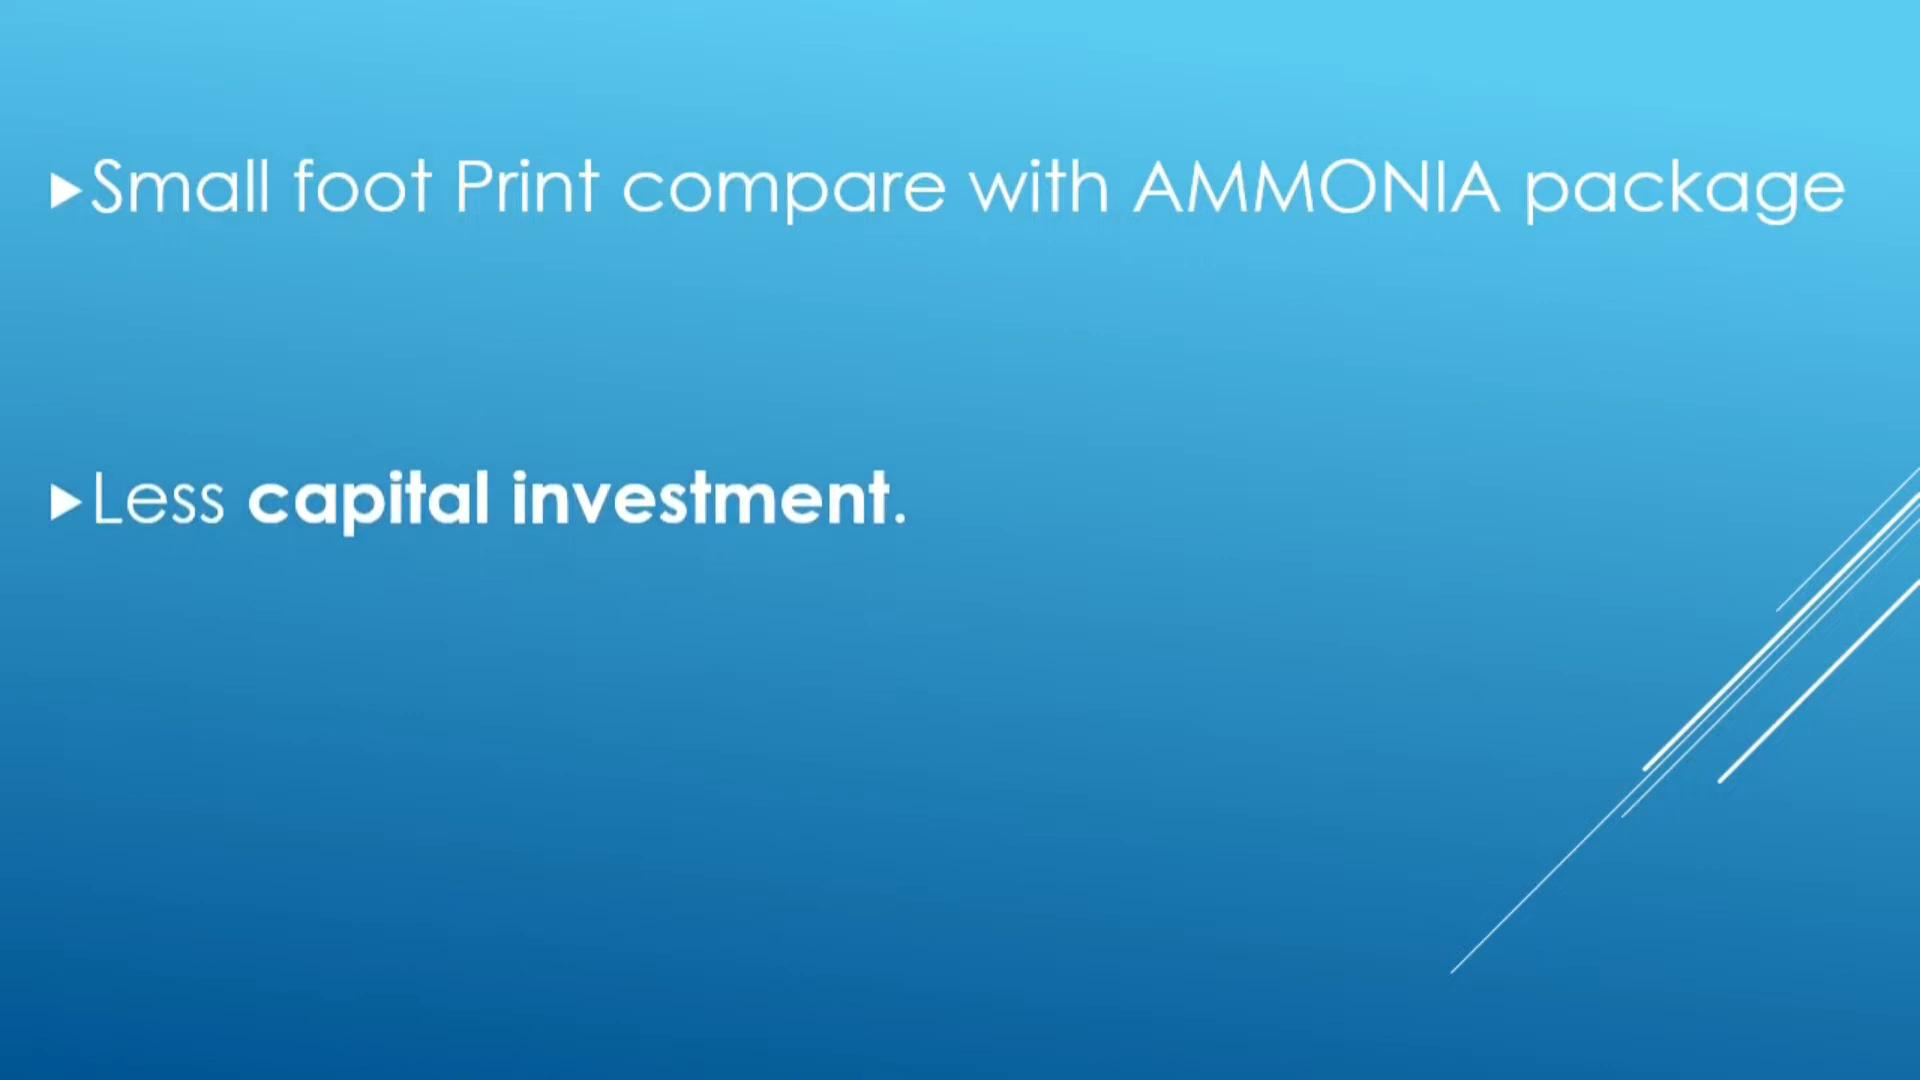 Small foot Print compare with AMMONIA package
Less capital investment.